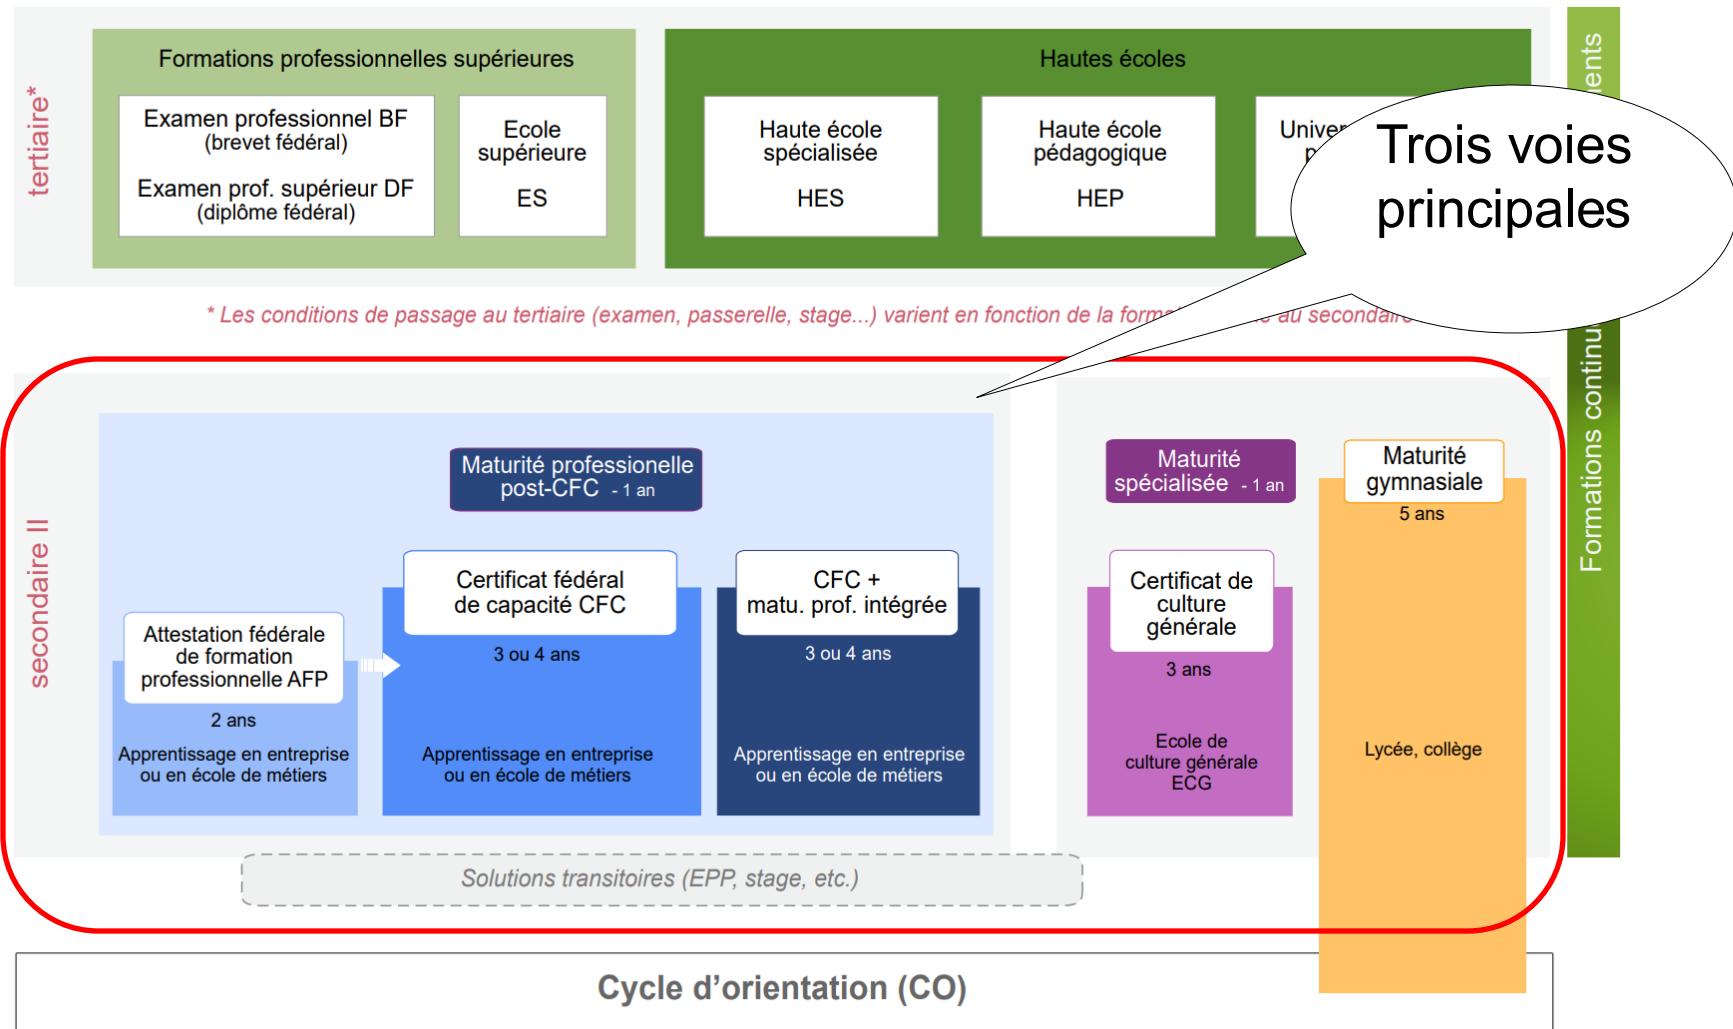 Formations professionnelles supérieures
Hautes écoles
tertiaire*
Examen professionnel BF
(brevet fédéral)
Examen prof. supérieur DF
(diplôme fédéral)
Ecole
supérieure
ES
Haute école
spécialisée
HES
Haute école
pédagogique
HEP
Trois voies
principales
* Les conditions de passage au tertiaire (examen, passerelle, stage...) varient en fonction de la
au secondaire
Formations
secondaire II
Maturité professionelle
post-CFC - 1 an
Maturité
spécialisée - 1 an
Maturité
gymnasiale
5 ans
Attestation fédérale
de formation
professionnelle AFP
2 ans
Apprentissage en entreprise
ou en école de métiers
Certificat fédéral
de capacité CFC
3 ou 4 ans
Apprentissage en entreprise
ou en école de métiers
CFC +
matu. prof. intégrée
3 ou 4 ans
Apprentissage en entreprise
ou en école de métiers
Certificat de
culture
générale
3 ans
Ecole de
culture générale
ECG
Lycée, collège
Solutions transitoires (EPP, stage, etc.)
Cycle d'orientation (CO)